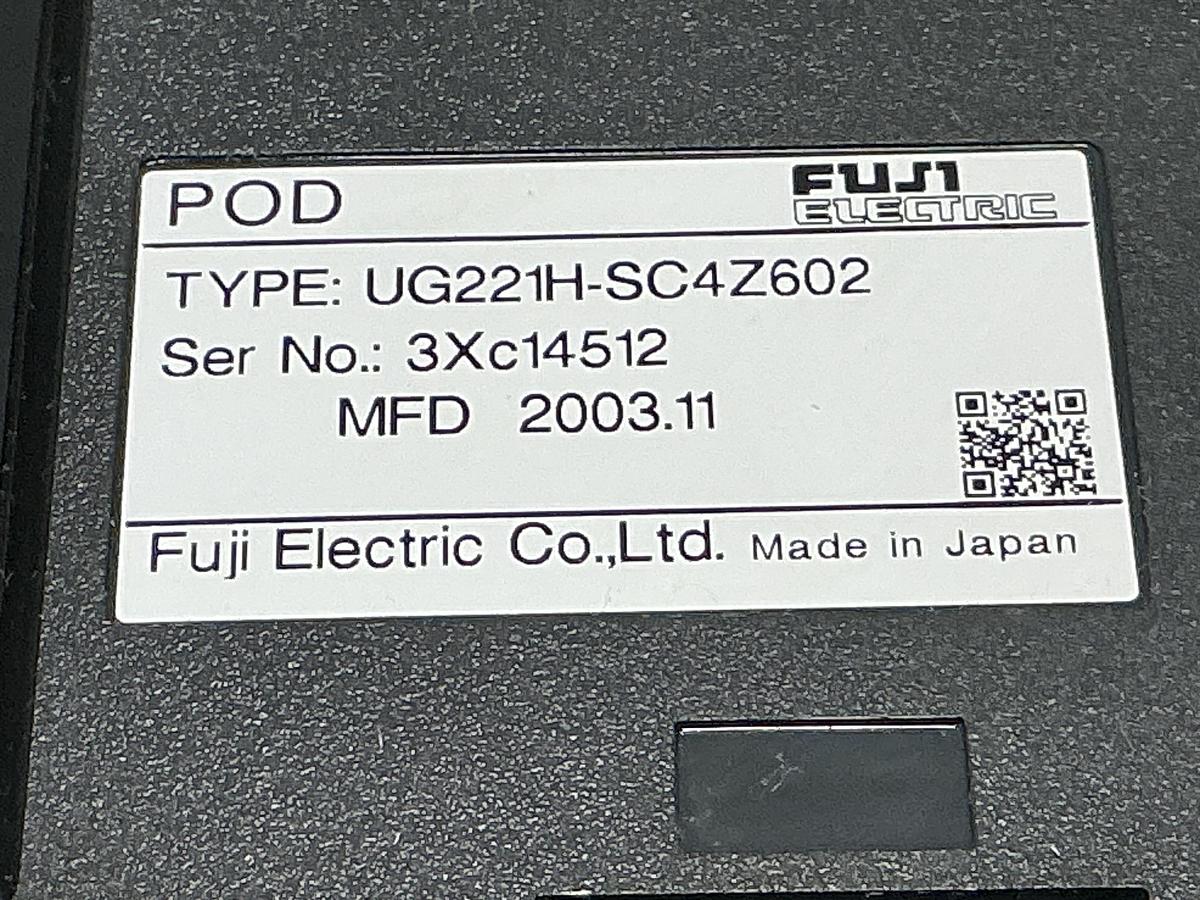 POD
FUJI
ELECTRIC
TYPE: UG221H-SC4Z602
Ser No.: 3Xc14512
MFD 2003.11
Fuji Electric Co.,Ltd. Made in Japan